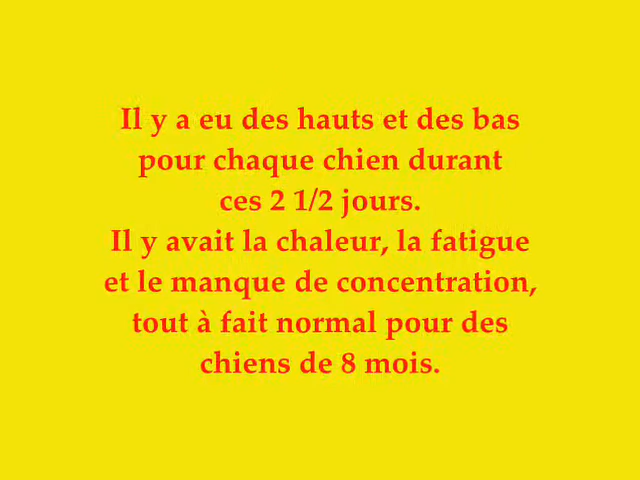 Il y a eu des hauts et des bas
pour chaque chien durant
ces 2 1/2 jours.
Il y avait la chaleur, la fatigue
et le manque de concentration,
tout à fait normal pour des
chiens de 8 mois.